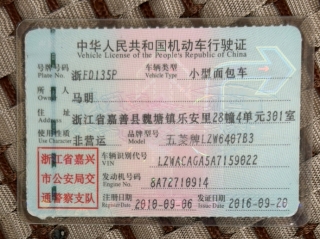 中华人民共和国机动车行驶证
Vehicle License of the People's Republic of China
号牌号码 浙FD135P 车辆类型 小型面包车
Plate No. Vehicle Type
所有人 马明
Owner
住址 浙江省嘉善县魏塘镇乐安里28幢4单元301室
Address
使用性质 非营运 品牌型号 五菱牌LZW6407B3
Use Character Model
浙江省嘉兴 车辆识别代号 LZWACAGA5A7159022
VIN
市公安局交 发动机号码 8A72710914
Engine No.
通警察支队 注册日期 2010-09-06 发证日期 2016-09-20
Register Date Issue Date